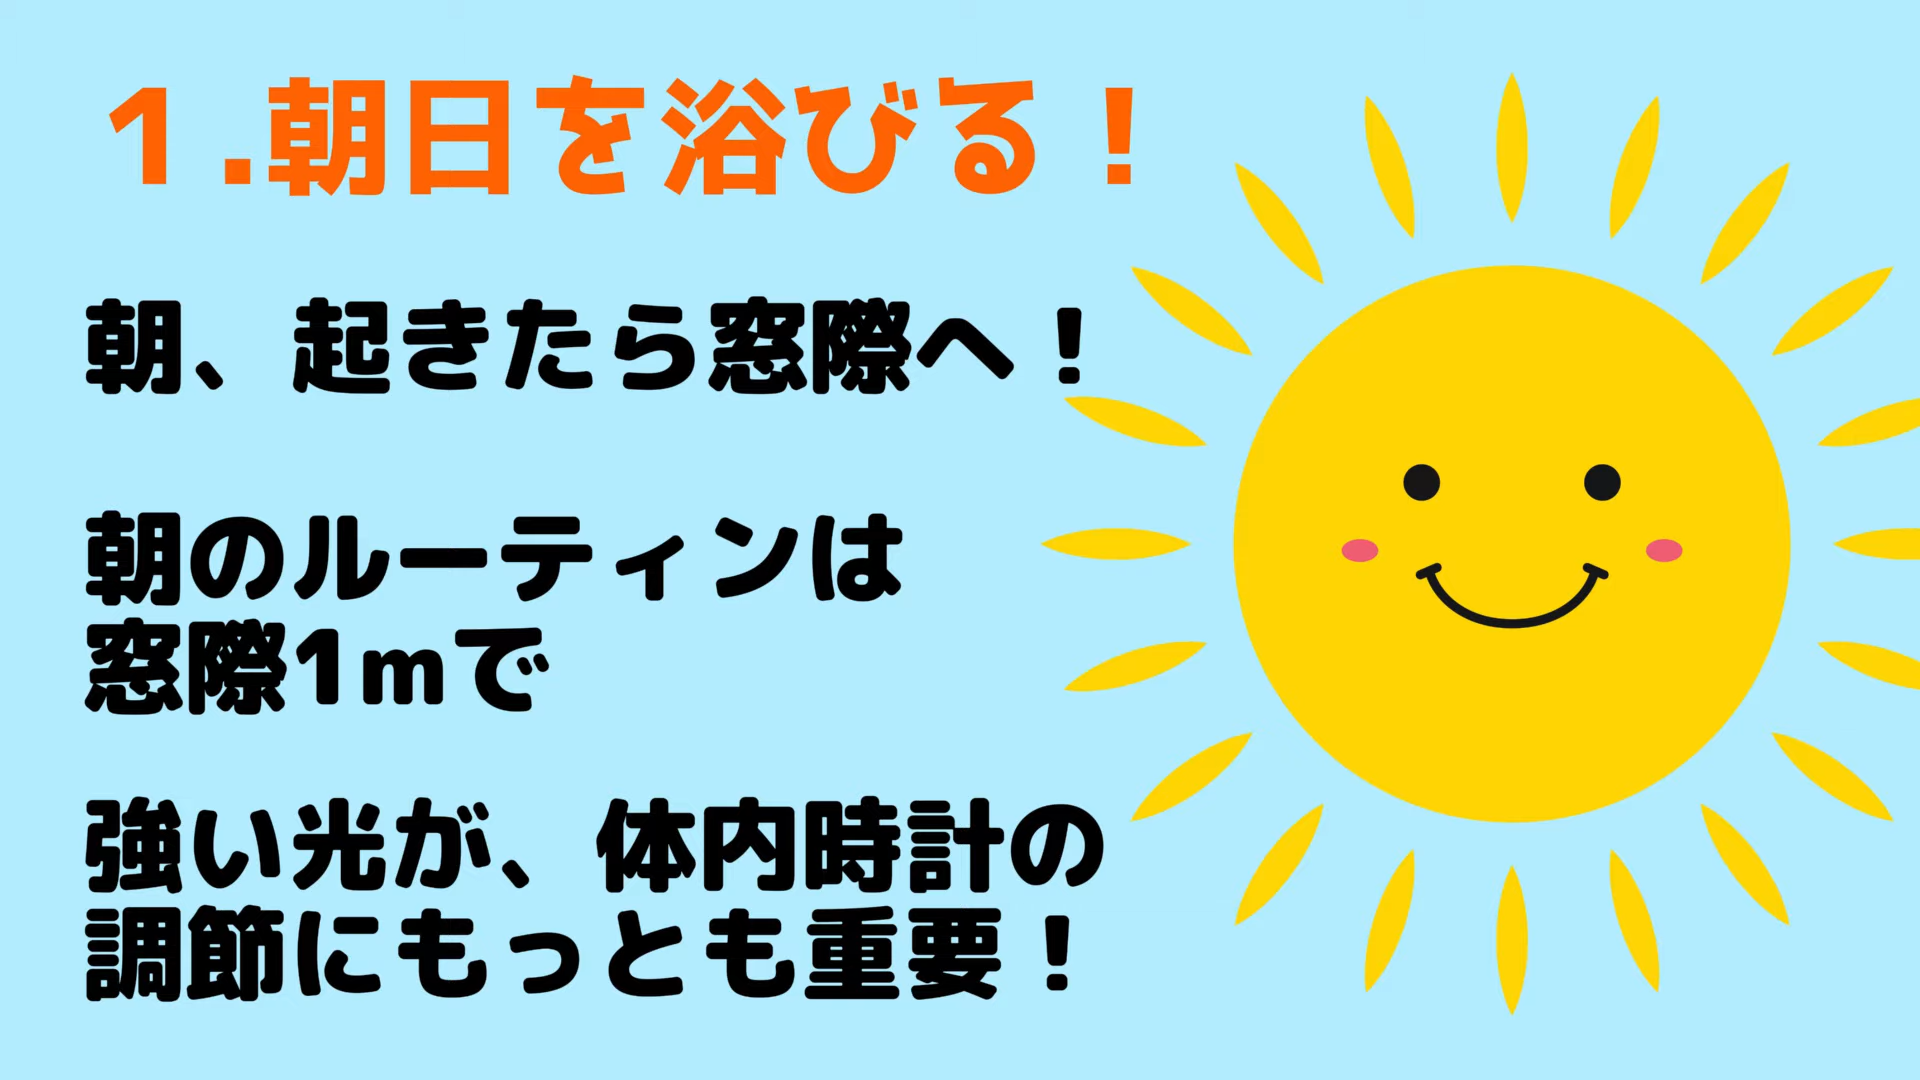 １.朝日を浴びる！
朝、起きたら窓際へ！
朝のルーティンは
窓際1mで
強い光が、体内時計の
調節にもっとも重要！